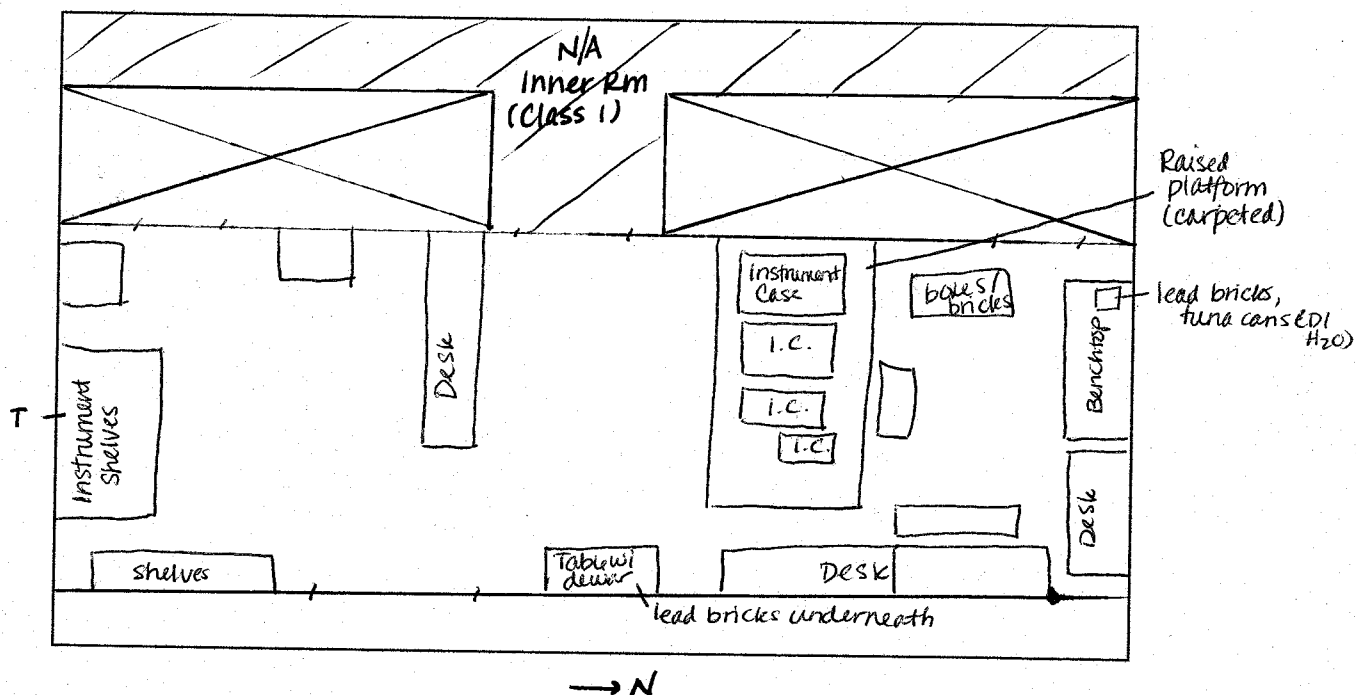 N/A
Inner Rm
(Class 1)
Raised
platform
(carpeted)
instrument
Case
boxes/
bricks
lead bricks,
tuna cans (DI
H2O)
I.C.
Desk
Benchtop
T
Instrument
Shelves
I.C.
I.C.
Desk
Shelves
Table w/
dewar
Desk
lead bricks underneath
→ N